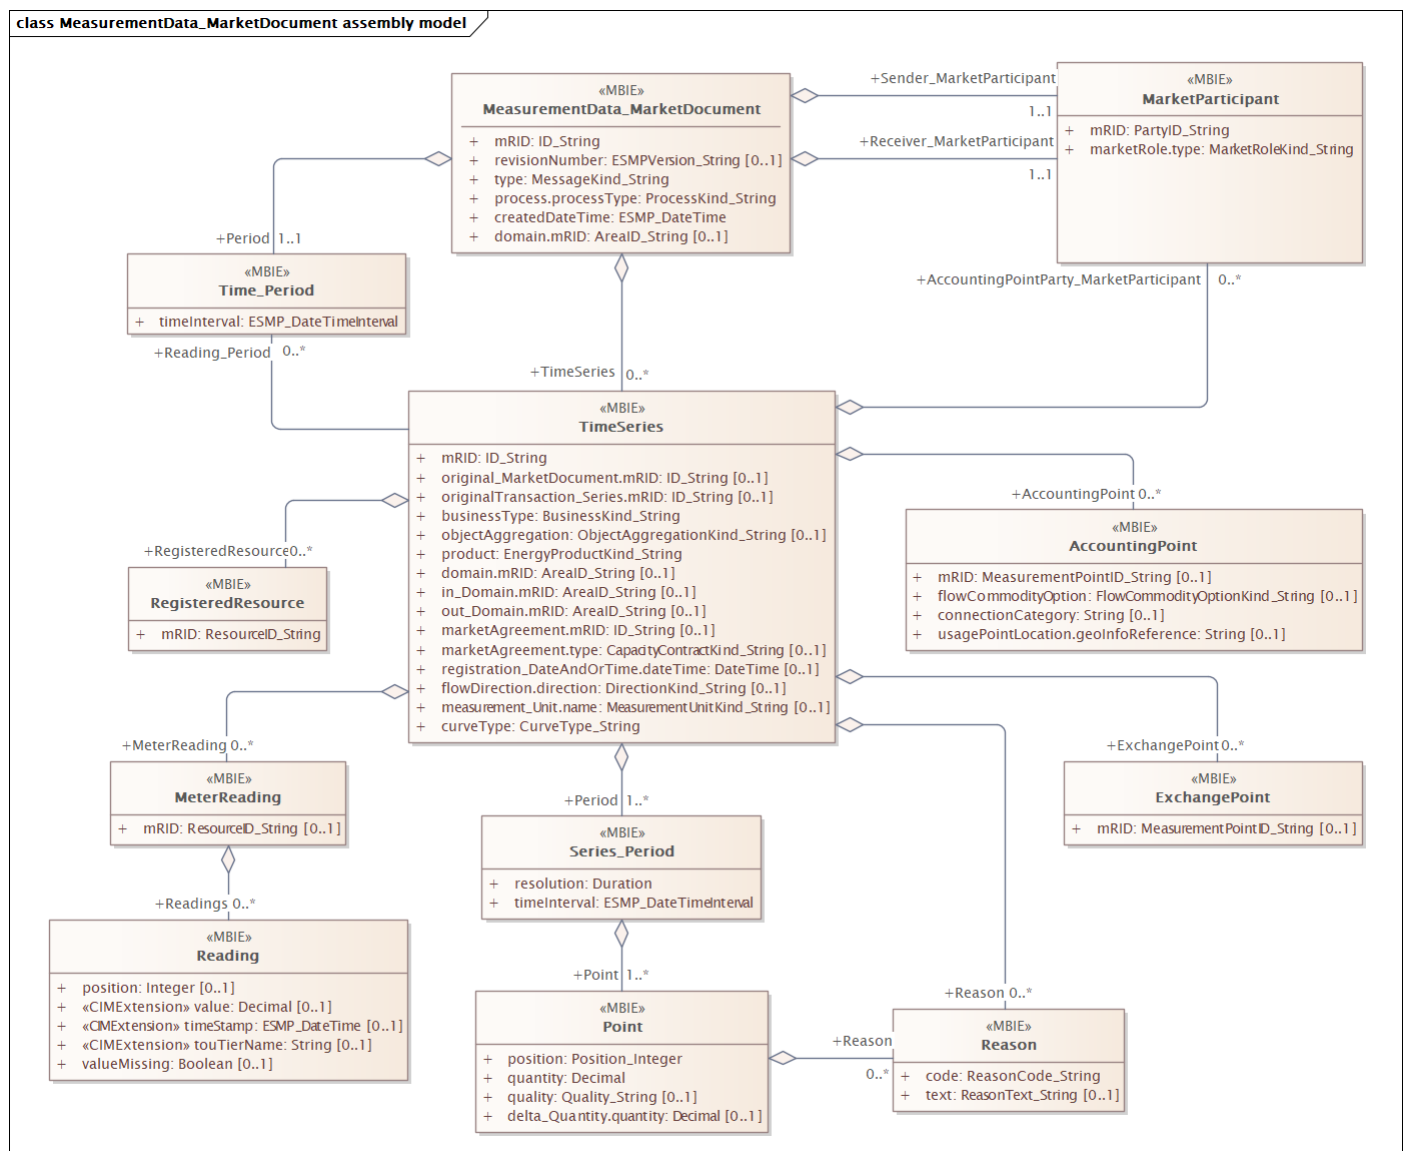 class MeasurementData_MarketDocument assembly model
«MBIE»
MeasurementData_MarketDocument
+ mRID: ID_String
+ revisionNumber: ESMPVersion_String [0..1]
+ type: MessageKind_String
+ process.processType: ProcessKind_String
+ createdDateTime: ESMP_DateTime
+ domain.mRID: AreaID_String [0..1]
+Sender_MarketParticipant
1..1
+Receiver_MarketParticipant
1..1
«MBIE»
MarketParticipant
+ mRID: PartyID_String
+ marketRole.type: MarketRoleKind_String
+Period 1..1
«MBIE»
Time_Period
+ timeInterval: ESMP_DateTimeInterval
+Reading_Period 0..*
+AccountingPointParty_MarketParticipant 0..*
+TimeSeries 0..*
«MBIE»
TimeSeries
+ mRID: ID_String
+ original_MarketDocument.mRID: ID_String [0..1]
+ originalTransaction_Series.mRID: ID_String [0..1]
+ businessType: BusinessKind_String
+ objectAggregation: ObjectAggregationKind_String [0..1]
+ product: EnergyProductKind_String
+ domain.mRID: AreaID_String [0..1]
+ in_Domain.mRID: AreaID_String [0..1]
+ out_Domain.mRID: AreaID_String [0..1]
+ marketAgreement.mRID: ID_String [0..1]
+ marketAgreement.type: CapacityContractKind_String [0..1]
+ registration_DateAndOrTime.dateTime: DateTime [0..1]
+ flowDirection.direction: DirectionKind_String [0..1]
+ measurement_Unit.name: MeasurementUnitKind_String [0..1]
+ curveType: CurveType_String
+AccountingPoint 0..*
«MBIE»
AccountingPoint
+ mRID: MeasurementPointID_String [0..1]
+ flowCommodityOption: FlowCommodityOptionKind_String [0..1]
+ connectionCategory: String [0..1]
+ usagePointLocation.geoInfoReference: String [0..1]
+RegisteredResource 0..*
«MBIE»
RegisteredResource
+ mRID: ResourceID_String
+MeterReading 0..*
«MBIE»
MeterReading
+ mRID: ResourceID_String [0..1]
+ExchangePoint 0..*
«MBIE»
ExchangePoint
+ mRID: MeasurementPointID_String [0..1]
+Period 1..*
«MBIE»
Series_Period
+ resolution: Duration
+ timeInterval: ESMP_DateTimeInterval
+Readings 0..*
«MBIE»
Reading
+ position: Integer [0..1]
+ «CIMExtension» value: Decimal [0..1]
+ «CIMExtension» timeStamp: ESMP_DateTime [0..1]
+ «CIMExtension» touTierName: String [0..1]
+ valueMissing: Boolean [0..1]
+Point 1..*
«MBIE»
Point
+ position: Position_Integer
+ quantity: Decimal
+ quality: Quality_String [0..1]
+ delta_Quantity.quantity: Decimal [0..1]
+Reason
0..*
+Reason 0..*
«MBIE»
Reason
+ code: ReasonCode_String
+ text: ReasonText_String [0..1]